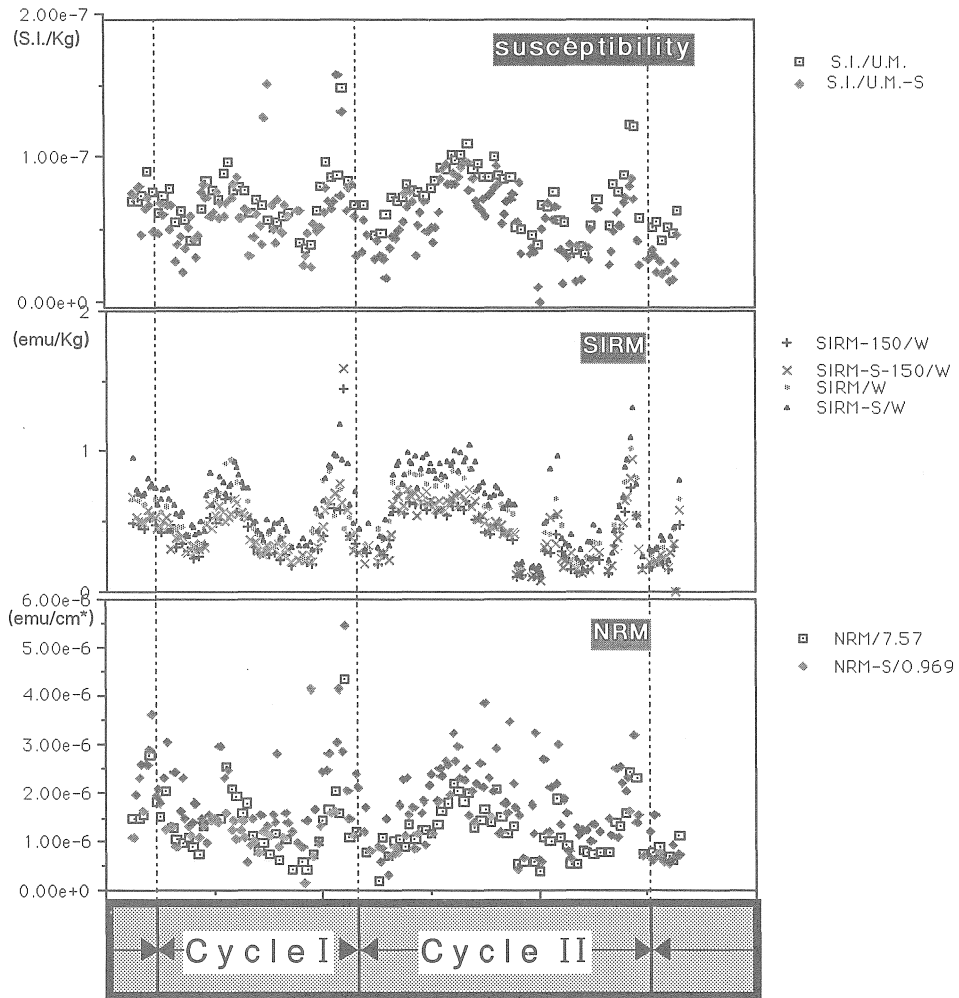 2.00e-7
(S.I./Kg)
susceptibility
S.I./U.M.
S.I./U.M.-S
1.00e-7
0.00e+0
2
(emu/Kg)
SIRM
SIRM-150/W
SIRM-S-150/W
SIRM/W
SIRM-S/W
1
0
6.00e-6
(emu/cm*)
NRM
NRM/7.57
NRM-S/0.969
5.00e-6
4.00e-6
3.00e-6
2.00e-6
1.00e-6
0.00e+0
Cycle I
Cycle II